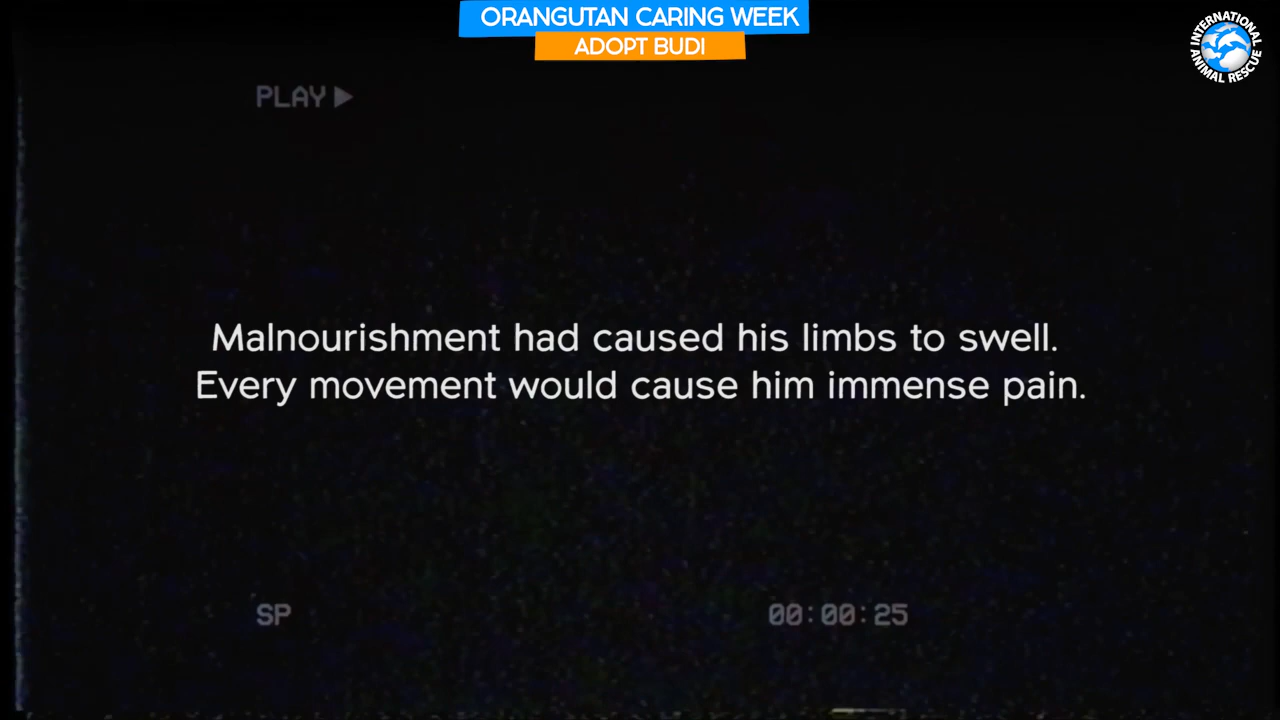 ORANGUTAN CARING WEEK
ADOPT BUDI
INTERNATIONAL
ANIMAL RESCUE
PLAY
Malnourishment had caused his limbs to swell.
Every movement would cause him immense pain.
SP
00:00:25